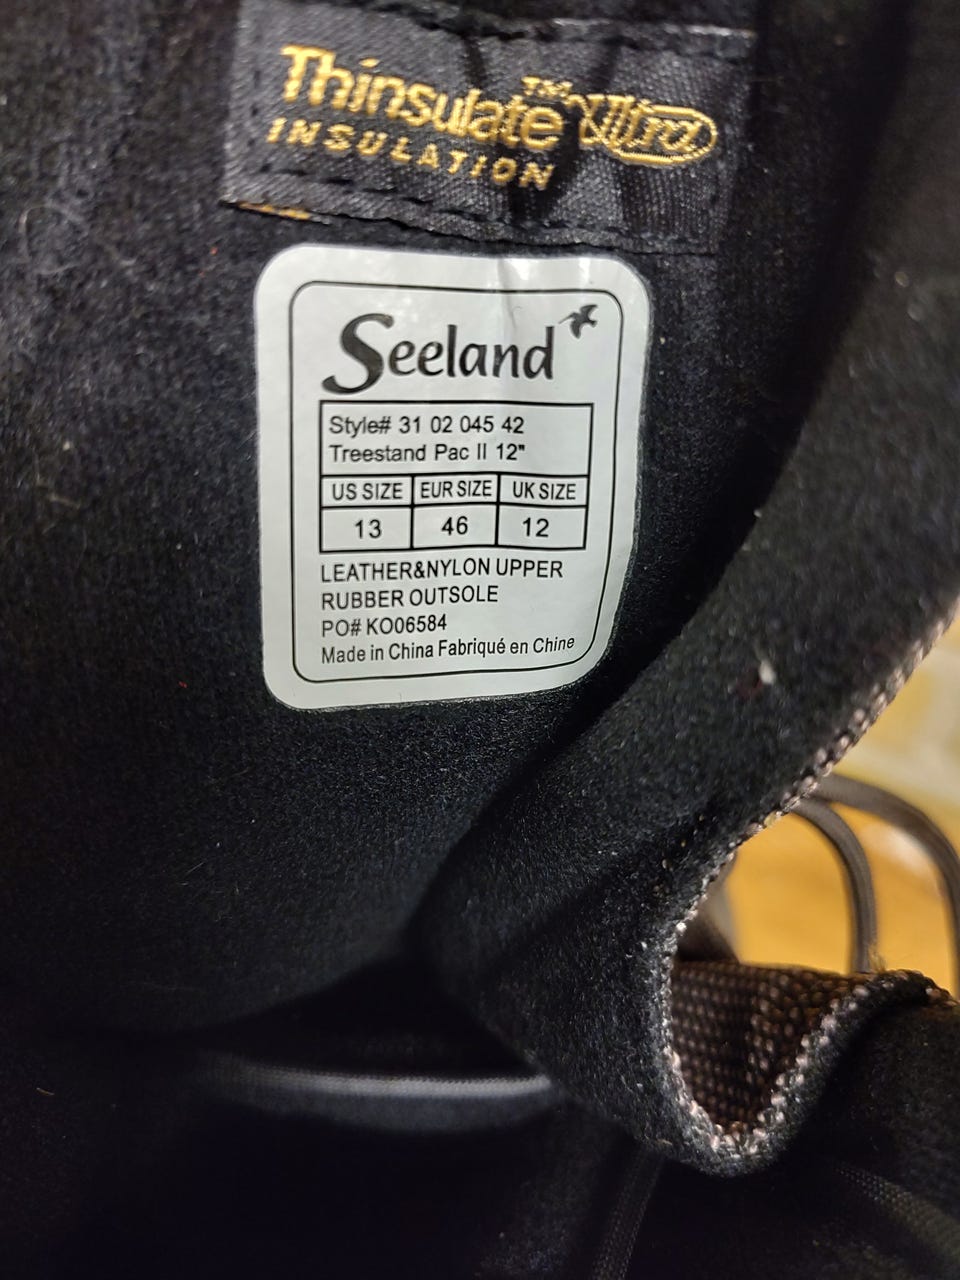 Thinsulate™ Ultra
INSULATION
Seeland
Style# 31 02 045 42
Treestand Pac II 12"
US SIZE EUR SIZE UK SIZE
13 46 12
LEATHER&NYLON UPPER
RUBBER OUTSOLE
PO# KO06584
Made in China Fabriqué en Chine